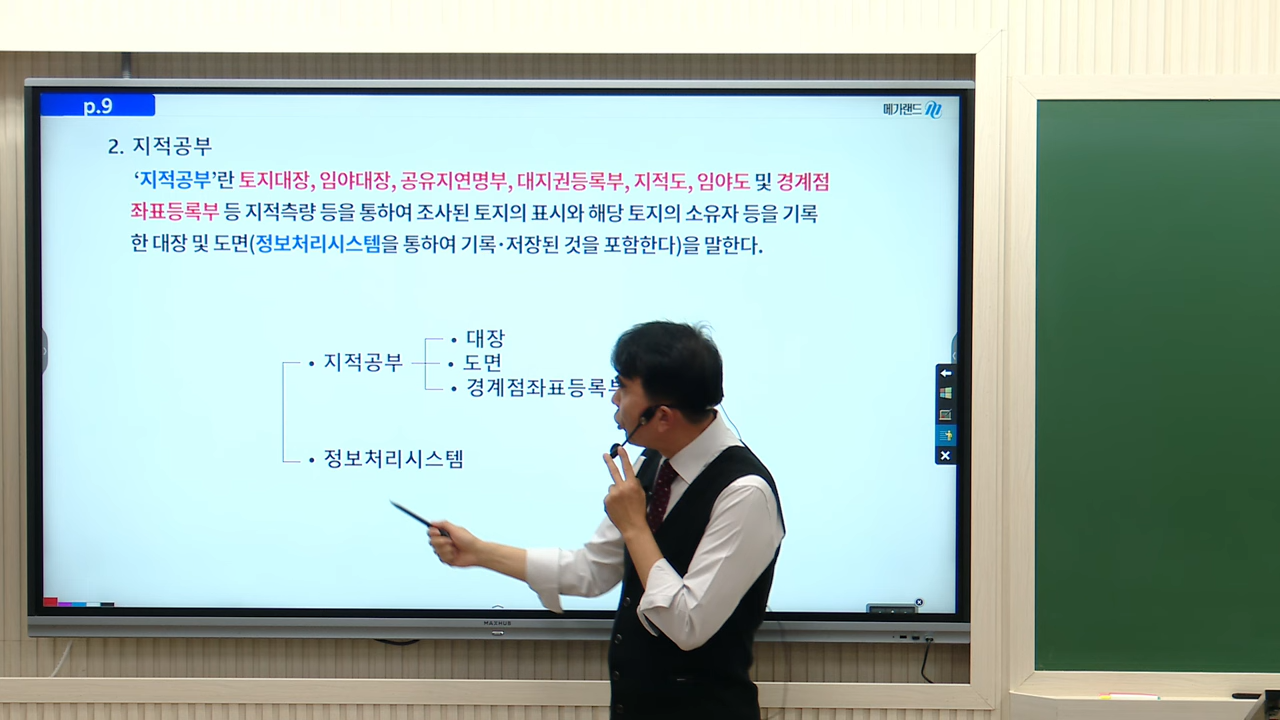 p.9
메가랜드
2. 지적공부
‘지적공부’란 토지대장, 임야대장, 공유지연명부, 대지권등록부, 지적도, 임야도 및 경계점
좌표등록부 등 지적측량 등을 통하여 조사된 토지의 표시와 해당 토지의 소유자 등을 기록
한 대장 및 도면(정보처리시스템을 통하여 기록·저장된 것을 포함한다)을 말한다.
• 대장
• 지적공부
• 도면
• 경계점좌표등록부
• 정보처리시스템
MAXHUB